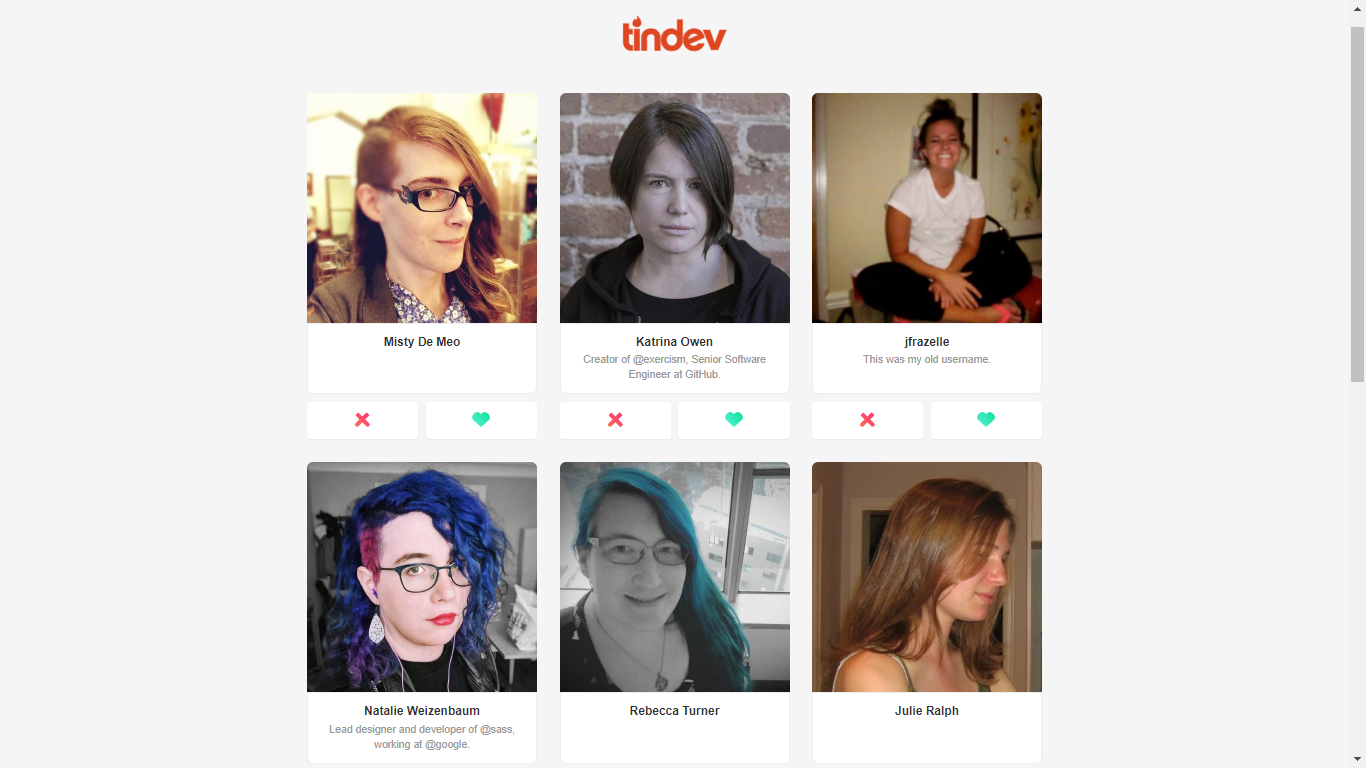 tindev
Misty De Meo
Katrina Owen
Creator of @exercism, Senior Software
Engineer at GitHub.
jfrazelle
This was my old username.
Natalie Weizenbaum
Lead designer and developer of @sass,
working at @google.
Rebecca Turner
Julie Ralph